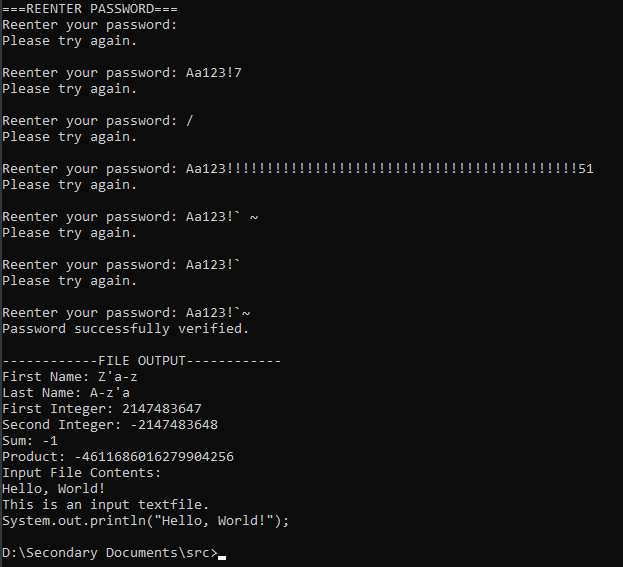 ===REENTER PASSWORD===
Reenter your password:
Please try again.
Reenter your password: Aa123!7
Please try again.
Reenter your password: /
Please try again.
Reenter your password: Aa123!!!!!!!!!!!!!!!!!!!!!!!!!!!!!!!!!!!!!!!!!!!!51
Please try again.
Reenter your password: Aa123!` ~
Please try again.
Reenter your password: Aa123!`
Please try again.
Reenter your password: Aa123!`~
Password successfully verified.
------------FILE OUTPUT------------
First Name: Z'a-z
Last Name: A-z'a
First Integer: 2147483647
Second Integer: -2147483648
Sum: -1
Product: -4611686016279904256
Input File Contents:
Hello, World!
This is an input textfile.
System.out.println("Hello, World!");
D:\Secondary Documents\src>